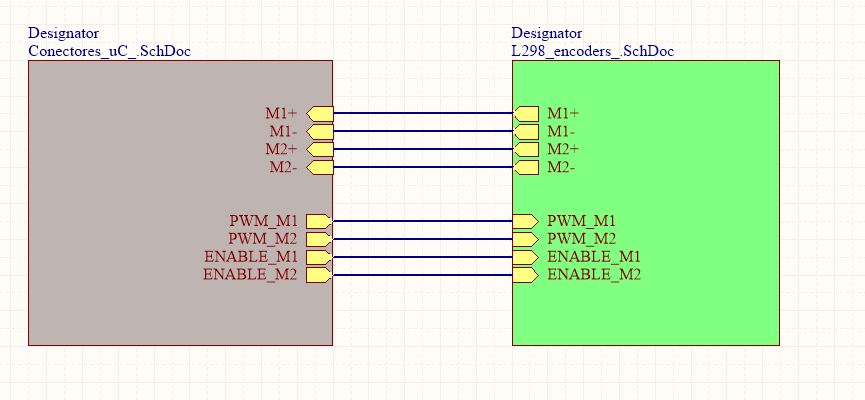 Designator
Conectores_uC_.SchDoc
M1+
M1-
M2+
M2-
PWM_M1
PWM_M2
ENABLE_M1
ENABLE_M2
Designator
L298_encoders_.SchDoc
M1+
M1-
M2+
M2-
PWM_M1
PWM_M2
ENABLE_M1
ENABLE_M2